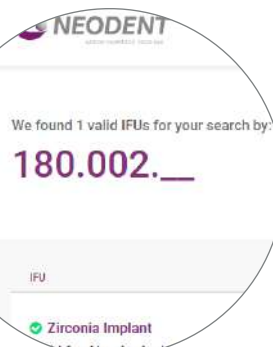 NEODENT
We found 1 valid IFUs for your search by:
180.002.__
IFU
Zirconia Implant